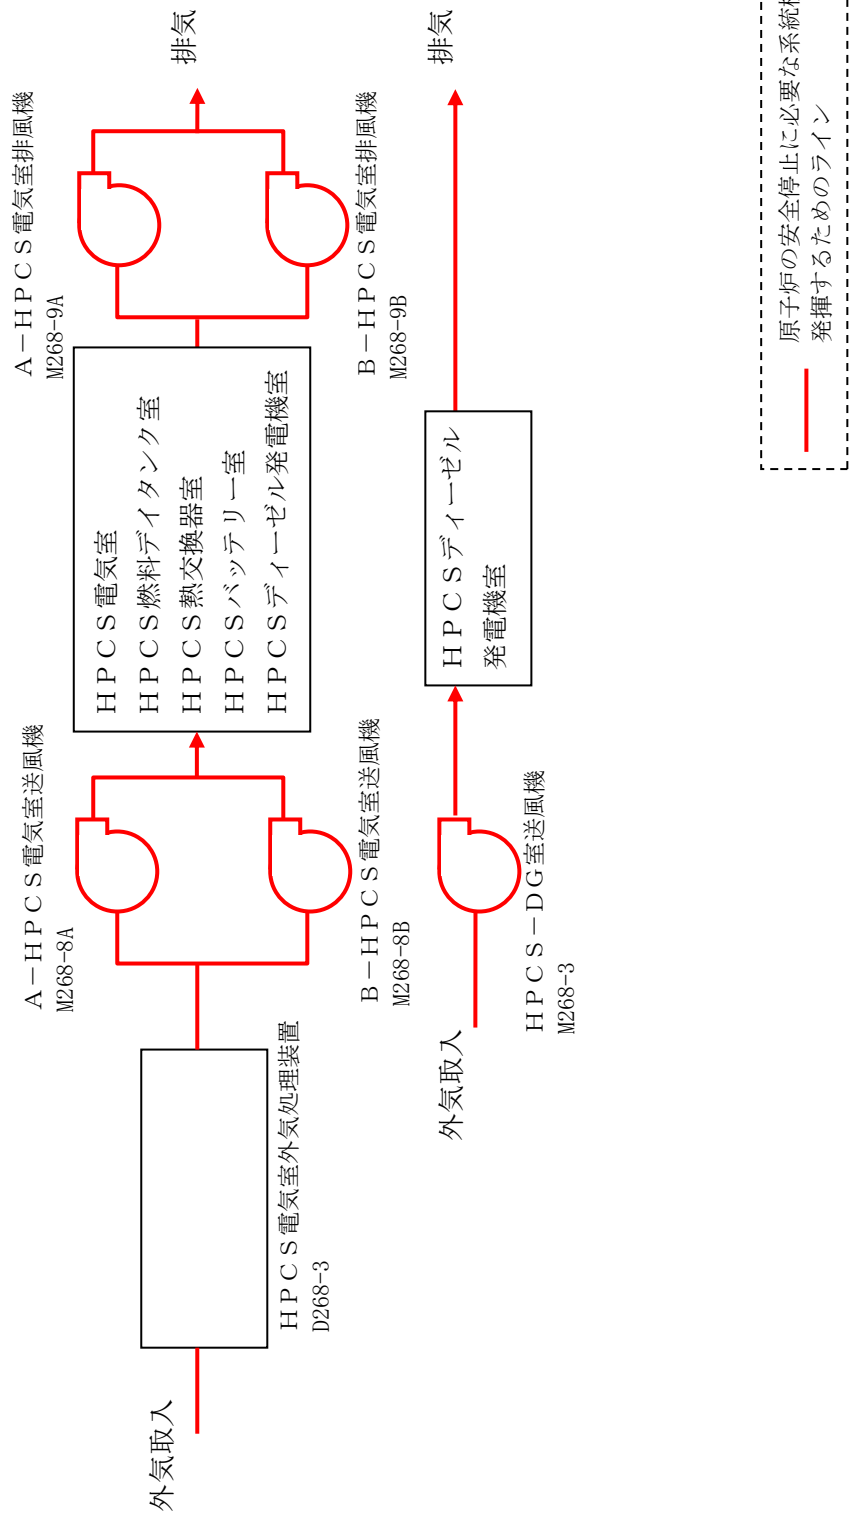 外気取入
HPCS電気室外気処理装置
D268-3
A－HPCS電気室送風機
M268-8A
B－HPCS電気室送風機
M268-8B
HPCS電気室
HPCS燃料デイタンク室
HPCS熱交換器室
HPCSバッテリー室
HPCSディーゼル発電機室
A－HPCS電気室排風機
M268-9A
B－HPCS電気室排風機
M268-9B
排気
外気取入
HPCS－DG室送風機
M268-3
HPCSディーゼル
発電機室
排気
原子炉の安全停止に必要な系統
発揮するためのライン